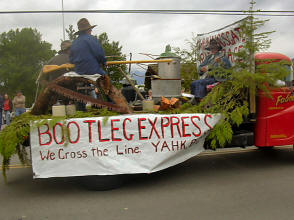 BOOTLEG EXPRESS
We Cross the Line. YAHK